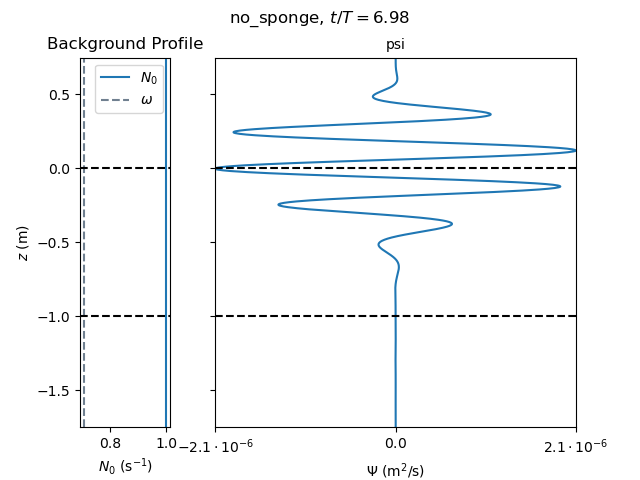 no_sponge, t/T = 6.98
Background Profile
psi
N₀
ω
0.5
0.0
−0.5
−1.0
−1.5
z (m)
0.8 1.0
−2.1 · 10⁻⁶ 0.0 2.1 · 10⁻⁶
N₀ (s⁻¹)
Ψ (m²/s)